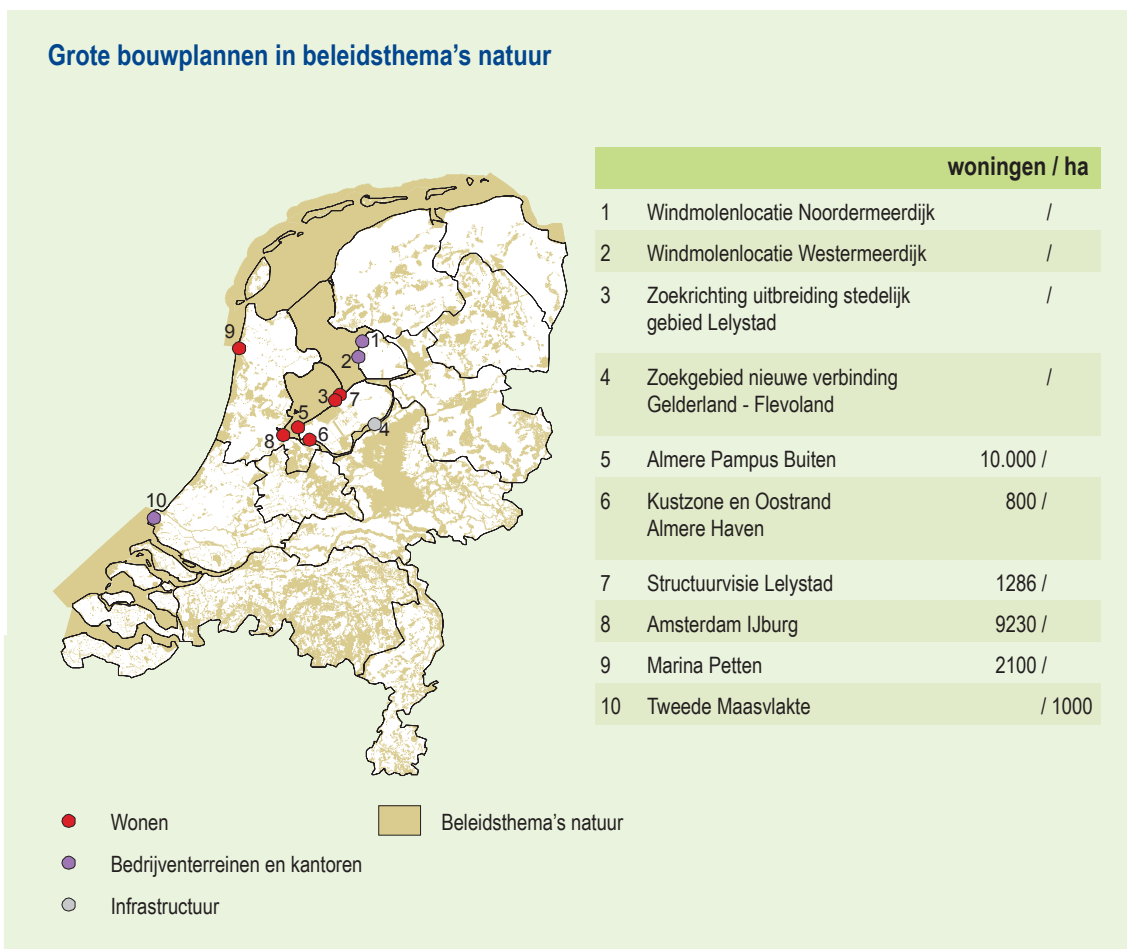 Grote bouwplannen in beleidsthema's natuur
woningen / ha
1 Windmolenlocatie Noordermeerdijk /
2 Windmolenlocatie Westermeerdijk /
3 Zoekrichting uitbreiding stedelijk /
gebied Lelystad
4 Zoekgebied nieuwe verbinding /
Gelderland - Flevoland
5 Almere Pampus Buiten 10.000 /
6 Kustzone en Oostrand 800 /
Almere Haven
7 Structuurvisie Lelystad 1286 /
8 Amsterdam IJburg 9230 /
9 Marina Petten 2100 /
10 Tweede Maasvlakte / 1000
9
1
2
3
7
5
4
8
6
10
Wonen
Beleidsthema's natuur
Bedrijventerreinen en kantoren
Infrastructuur